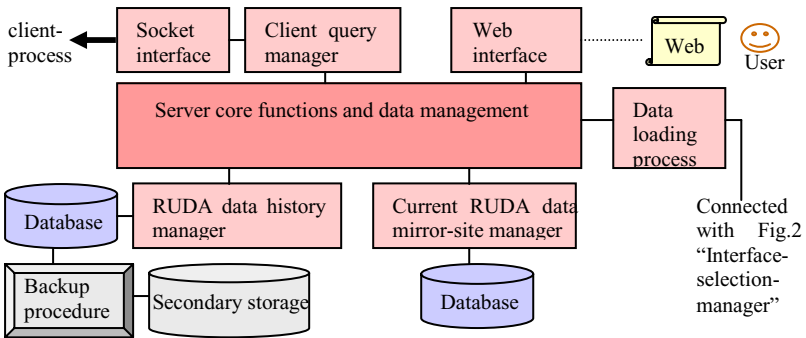 client-
process
Socket
interface
Client query
manager
Web
interface
Web
User
Server core functions and data management
Data
loading
process
Database
RUDA data history
manager
Current RUDA data
mirror-site manager
Connected
with Fig.2
“Interface-
selection-
manager”
Backup
procedure
Secondary storage
Database